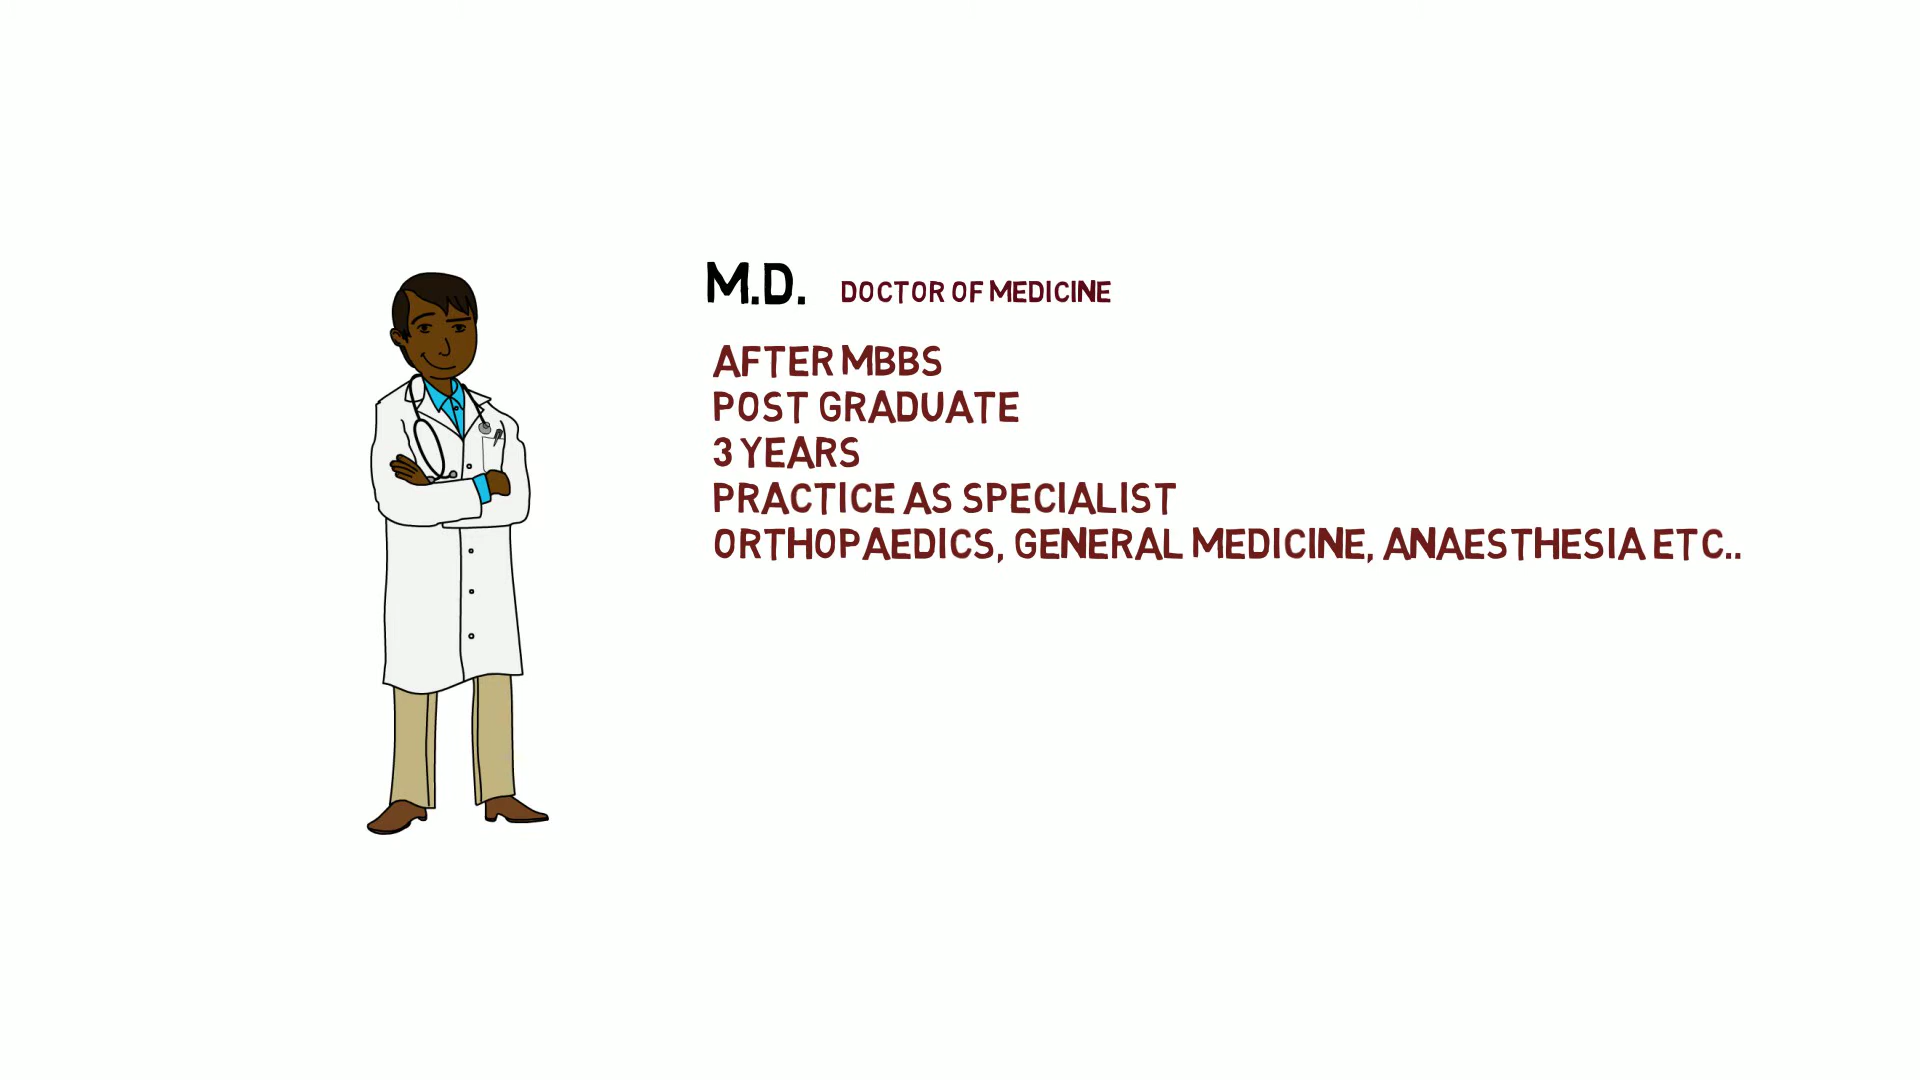 M.D. DOCTOR OF MEDICINE
AFTER MBBS
POST GRADUATE
3 YEARS
PRACTICE AS SPECIALIST
ORTHOPAEDICS, GENERAL MEDICINE, ANAESTHESIA ETC..